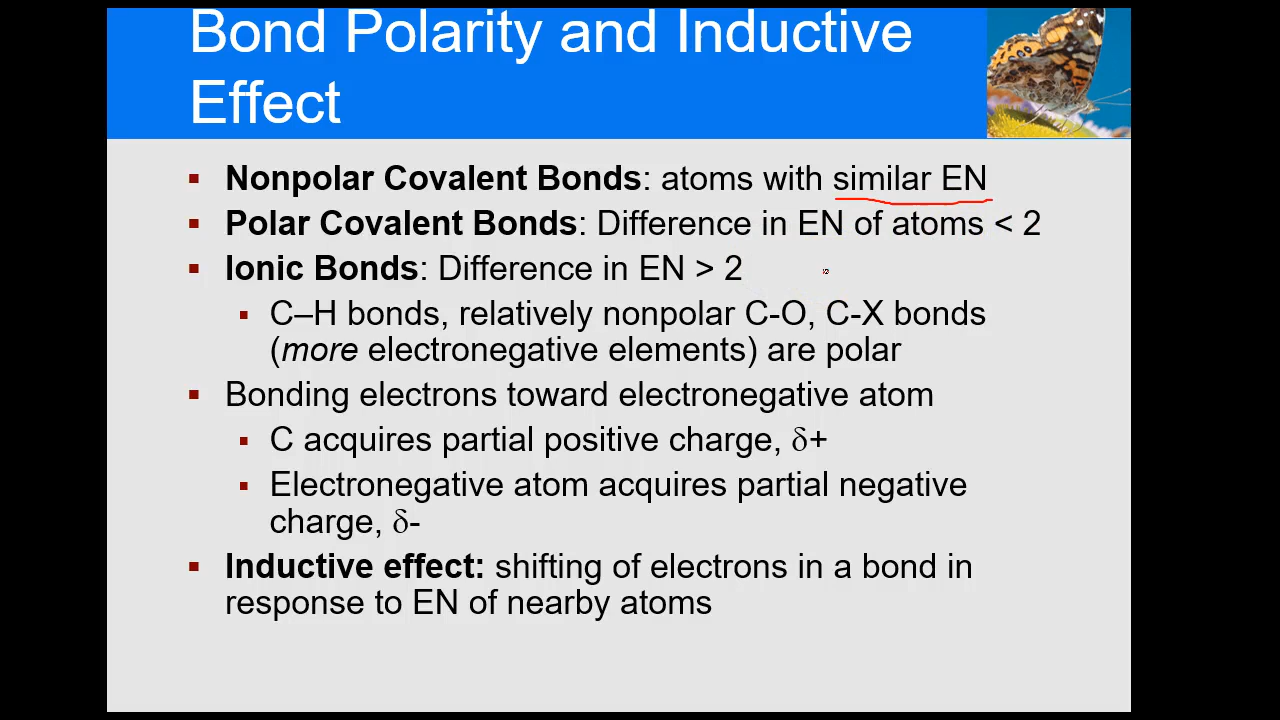 Bond Polarity and Inductive
Effect
▪ Nonpolar Covalent Bonds: atoms with similar EN
▪ Polar Covalent Bonds: Difference in EN of atoms < 2
▪ Ionic Bonds: Difference in EN > 2
▪ C–H bonds, relatively nonpolar C-O, C-X bonds
(more electronegative elements) are polar
▪ Bonding electrons toward electronegative atom
▪ C acquires partial positive charge, δ+
▪ Electronegative atom acquires partial negative
charge, δ-
▪ Inductive effect: shifting of electrons in a bond in
response to EN of nearby atoms